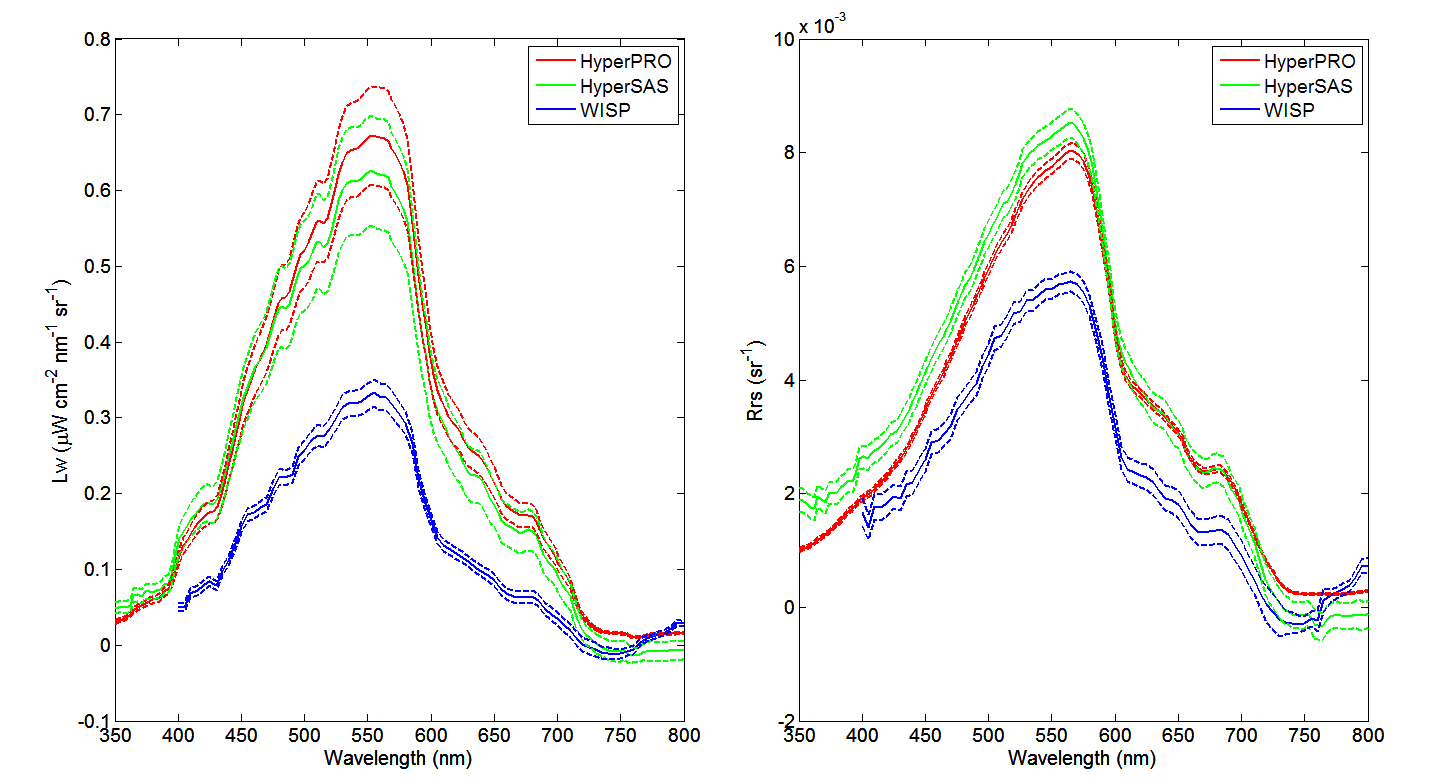 0.8
0.7
0.6
0.5
0.4
0.3
0.2
0.1
0
-0.1
Lw (μW cm⁻² nm⁻¹ sr⁻¹)
350 400 450 500 550 600 650 700 750 800
Wavelength (nm)
HyperPRO
HyperSAS
WISP
x 10⁻³
10
8
6
4
2
0
-2
Rrs (sr⁻¹)
350 400 450 500 550 600 650 700 750 800
Wavelength (nm)
HyperPRO
HyperSAS
WISP